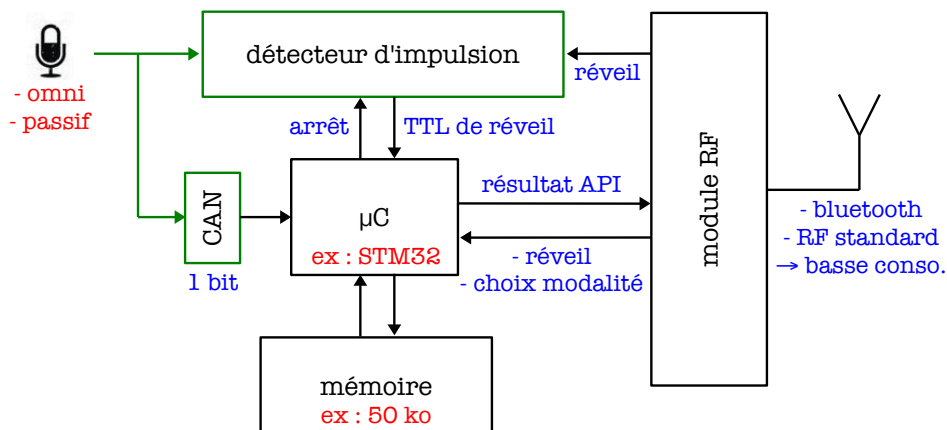 détecteur d'impulsion
réveil
- omni
- passif
arrêt
TTL de réveil
CAN
1 bit
µC
ex : STM32
résultat API
- réveil
- choix modalité
module RF
- bluetooth
- RF standard
→ basse conso.
mémoire
ex : 50 ko